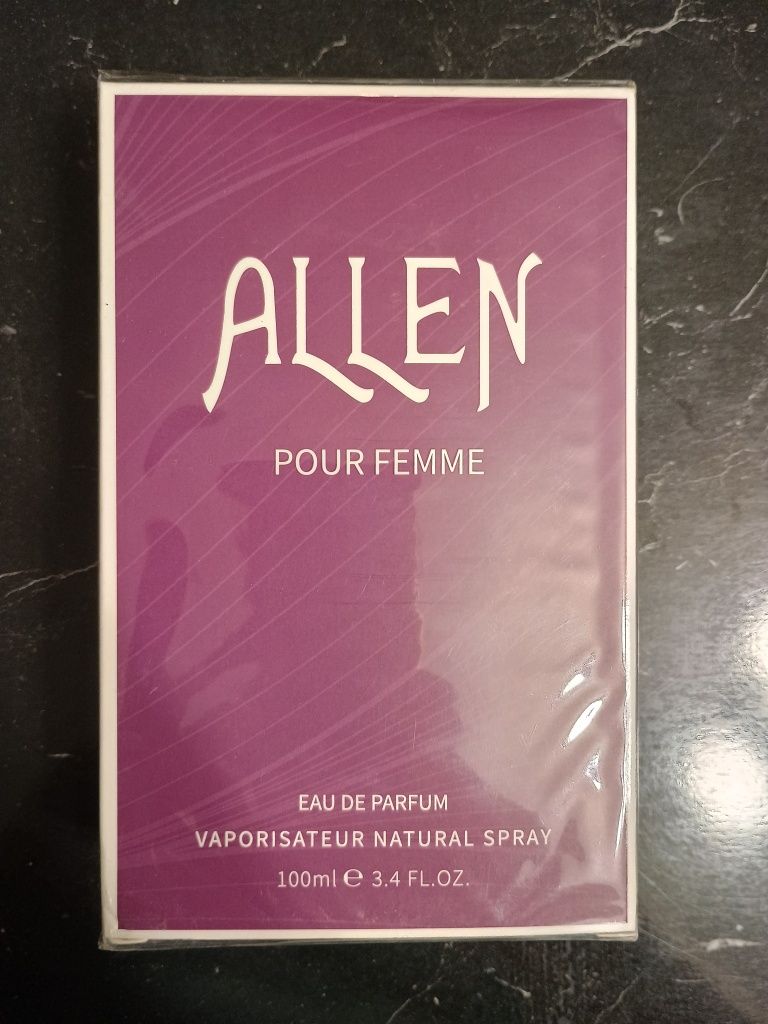 ALLEN
POUR FEMME
EAU DE PARFUM
VAPORISATEUR NATURAL SPRAY
100ml ℮ 3.4 FL.OZ.